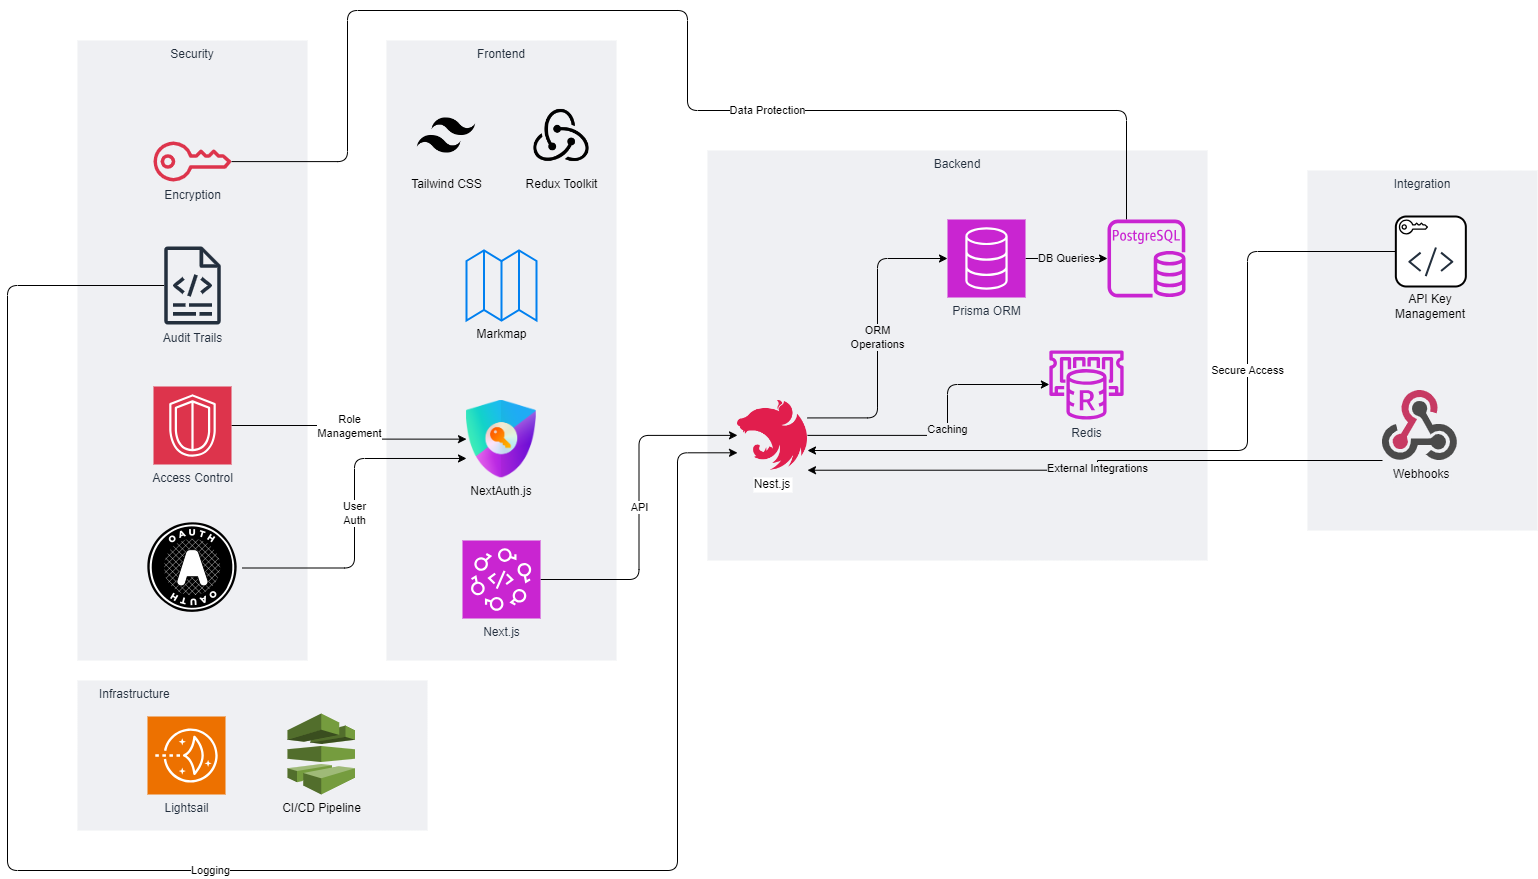 Security
Encryption
Audit Trails
Access Control
OAUTH
OAUTH
Frontend
Tailwind CSS
Redux Toolkit
Markmap
NextAuth.js
Next.js
Role
Management
User
Auth
API
Data Protection
Backend
Prisma ORM
DB Queries
PostgreSQL
ORM
Operations
R
Redis
Caching
Nest.js
External Integrations
Secure Access
Integration
API Key
Management
Webhooks
Infrastructure
Lightsail
CI/CD Pipeline
Logging